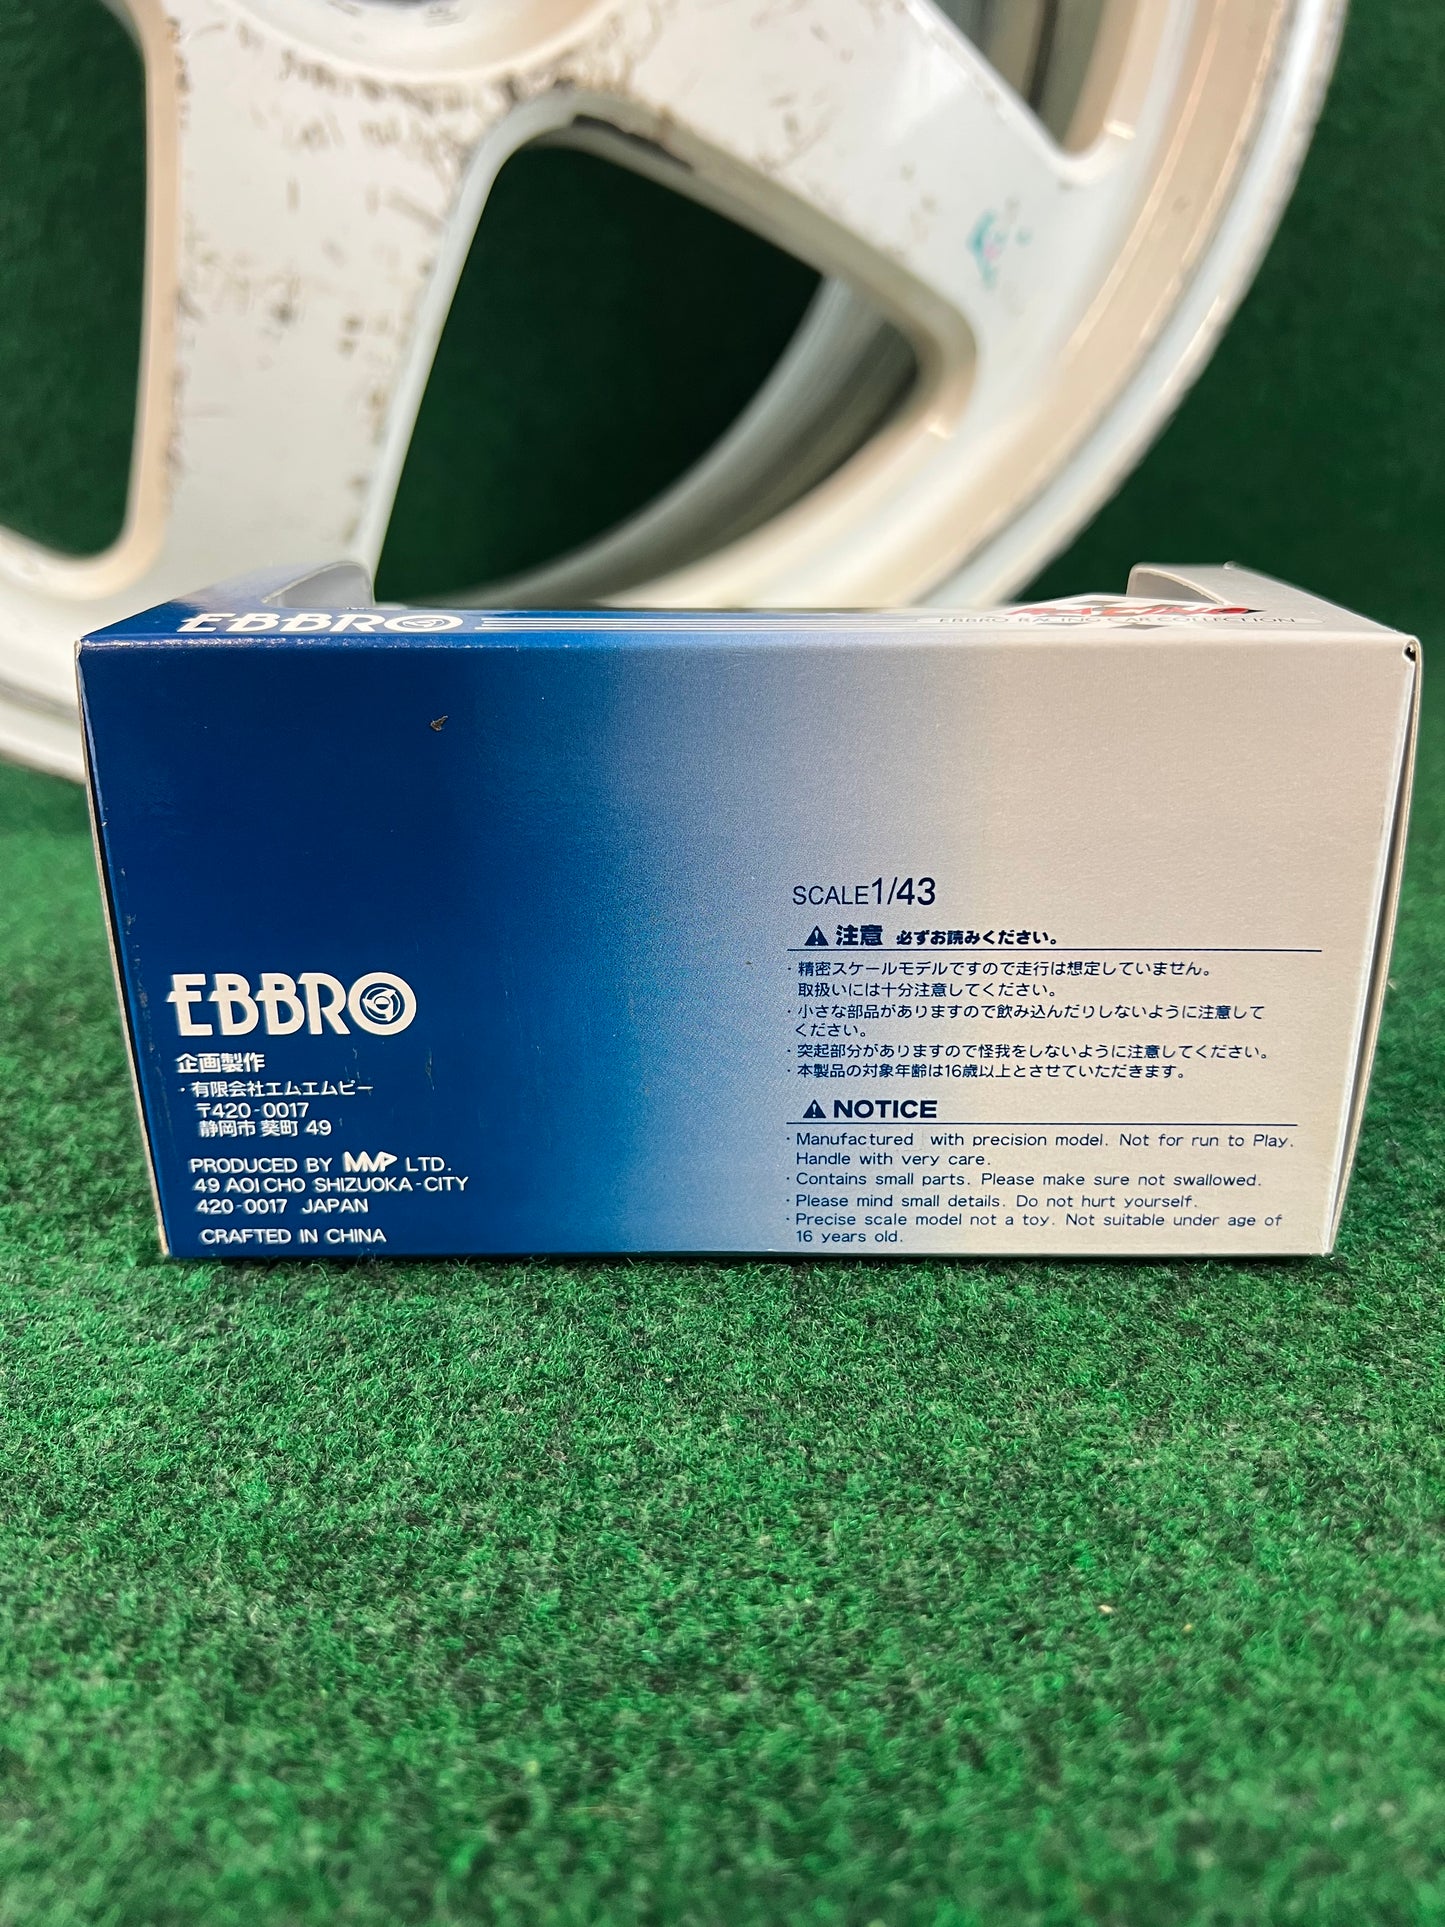 EBBRO
EBBRO RACING CAR COLLECTION
SCALE1/43
注意 必ずお読みください。
・精密スケールモデルですので走行は想定していません。
取扱いには十分注意してください。
・小さな部品がありますので飲み込んだりしないように注意して
ください。
・突起部分がありますので怪我をしないように注意してください。
・本製品の対象年齢は16歳以上とさせていただきます。
NOTICE
・Manufactured with precision model. Not for run to Play.
Handle with very care.
・Contains small parts. Please make sure not swallowed.
・Please mind small details. Do not hurt yourself.
・Precise scale model not a toy. Not suitable under age of
16 years old.
EBBRO
企画製作
・有限会社エムエムピー
〒420-0017
静岡市 葵町 49
PRODUCED BY MMP LTD.
49 AOI CHO SHIZUOKA-CITY
420-0017 JAPAN
CRAFTED IN CHINA